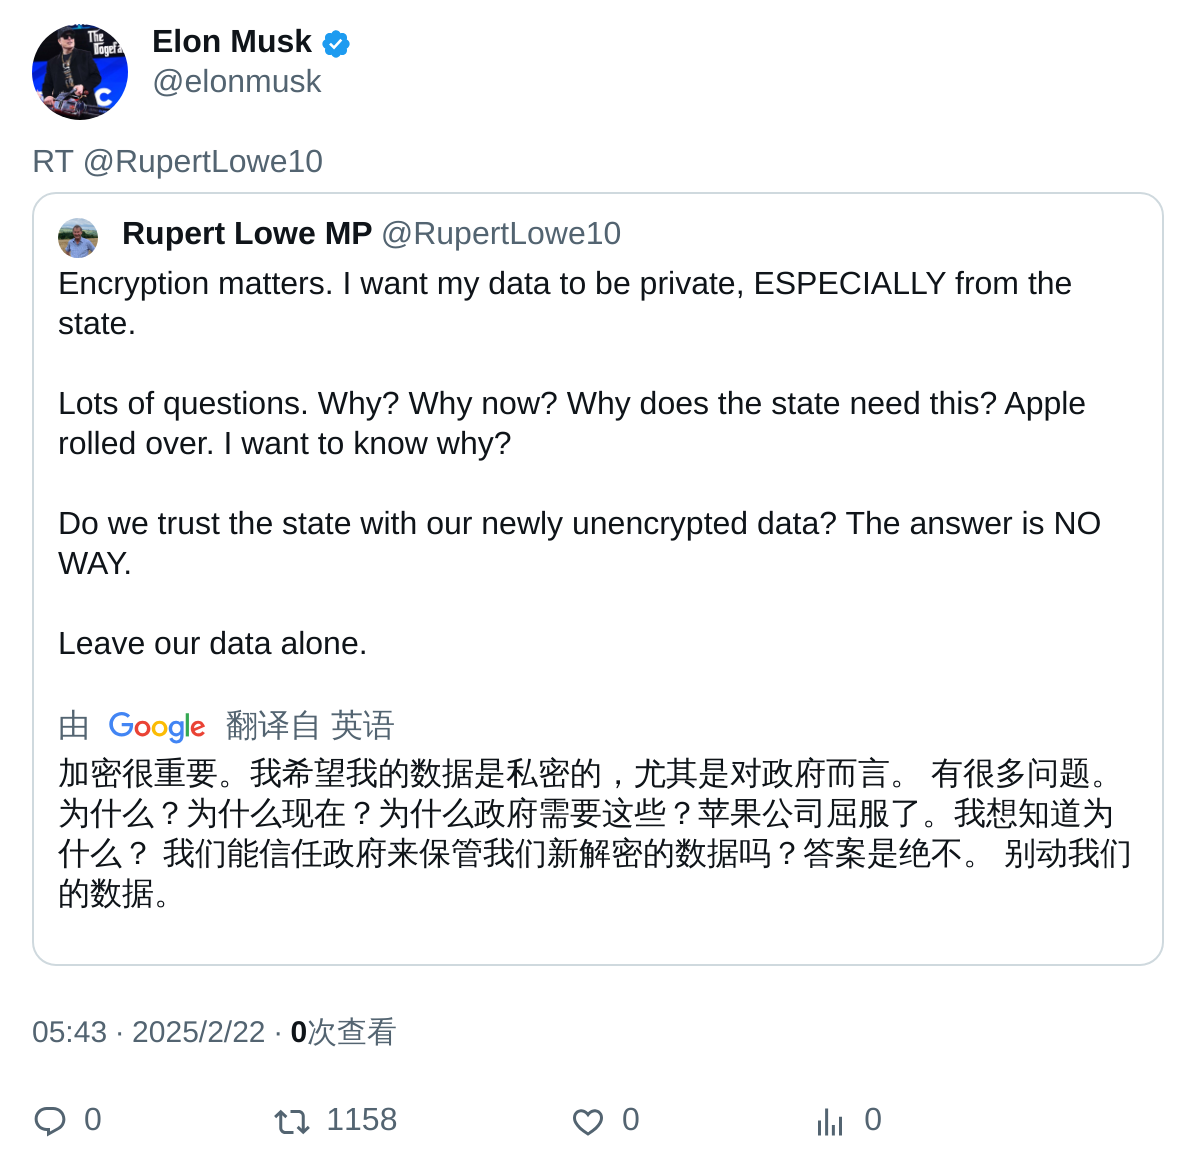 The
Dogefa
C
Elon Musk
@elonmusk
RT @RupertLowe10
Rupert Lowe MP @RupertLowe10
Encryption matters. I want my data to be private, ESPECIALLY from the
state.
Lots of questions. Why? Why now? Why does the state need this? Apple
rolled over. I want to know why?
Do we trust the state with our newly unencrypted data? The answer is NO
WAY.
Leave our data alone.
由 Google 翻译自 英语
加密很重要。我希望我的数据是私密的，尤其是对政府而言。 有很多问题。
为什么？为什么现在？为什么政府需要这些？苹果公司屈服了。我想知道为
什么？ 我们能信任政府来保管我们新解密的数据吗？答案是绝不。 别动我们
的数据。
05:43 · 2025/2/22 · 0次查看
0 1158 0 0